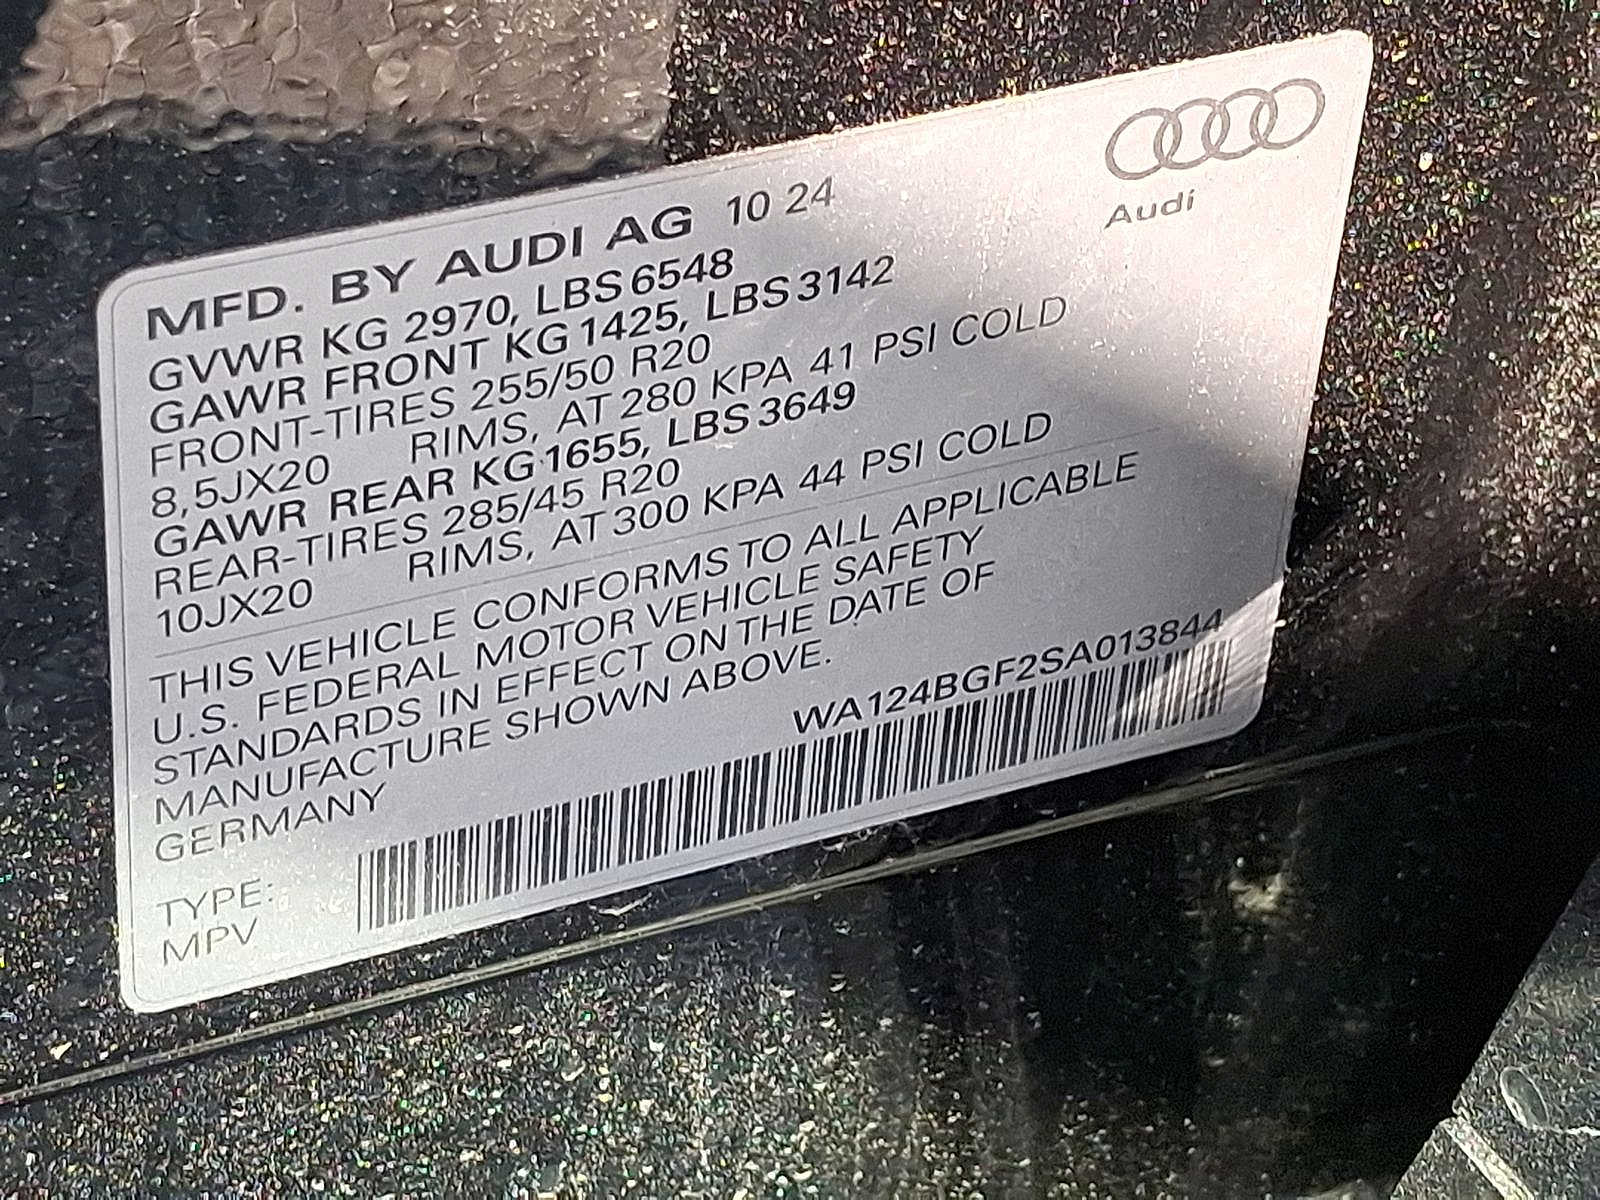 Audi
MFD. BY AUDI AG 10 24
GVWR KG 2970, LBS 6548
GAWR FRONT KG 1425, LBS 3142
FRONT-TIRES 255/50 R20
8,5JX20 RIMS, AT 280 KPA 41 PSI COLD
GAWR REAR KG 1655, LBS 3649
REAR-TIRES 285/45 R20
10JX20 RIMS, AT 300 KPA 44 PSI COLD
THIS VEHICLE CONFORMS TO ALL APPLICABLE
U.S. FEDERAL MOTOR VEHICLE SAFETY
STANDARDS IN EFFECT ON THE DATE OF
MANUFACTURE SHOWN ABOVE.
GERMANY
WA124BGF2SA013844
TYPE:
MPV